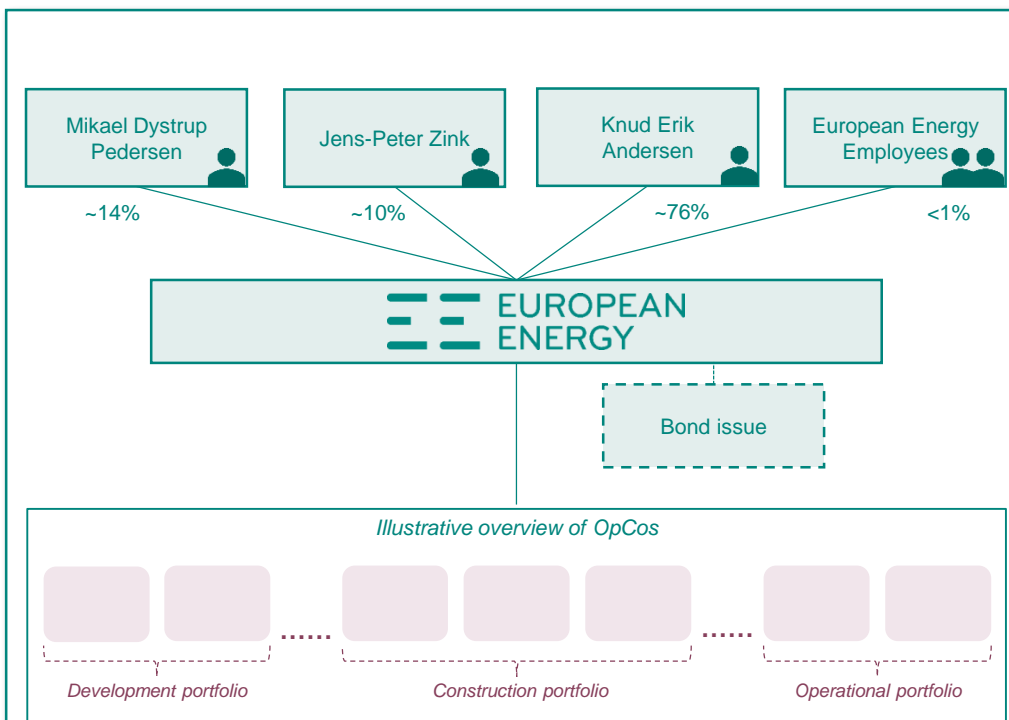 Mikael Dystrup
Pedersen
Jens-Peter Zink
Knud Erik
Andersen
European Energy
Employees
~14%
~10%
~76%
<1%
EUROPEAN
ENERGY
Bond issue
Illustrative overview of OpCos
......
......
Development portfolio
Construction portfolio
Operational portfolio